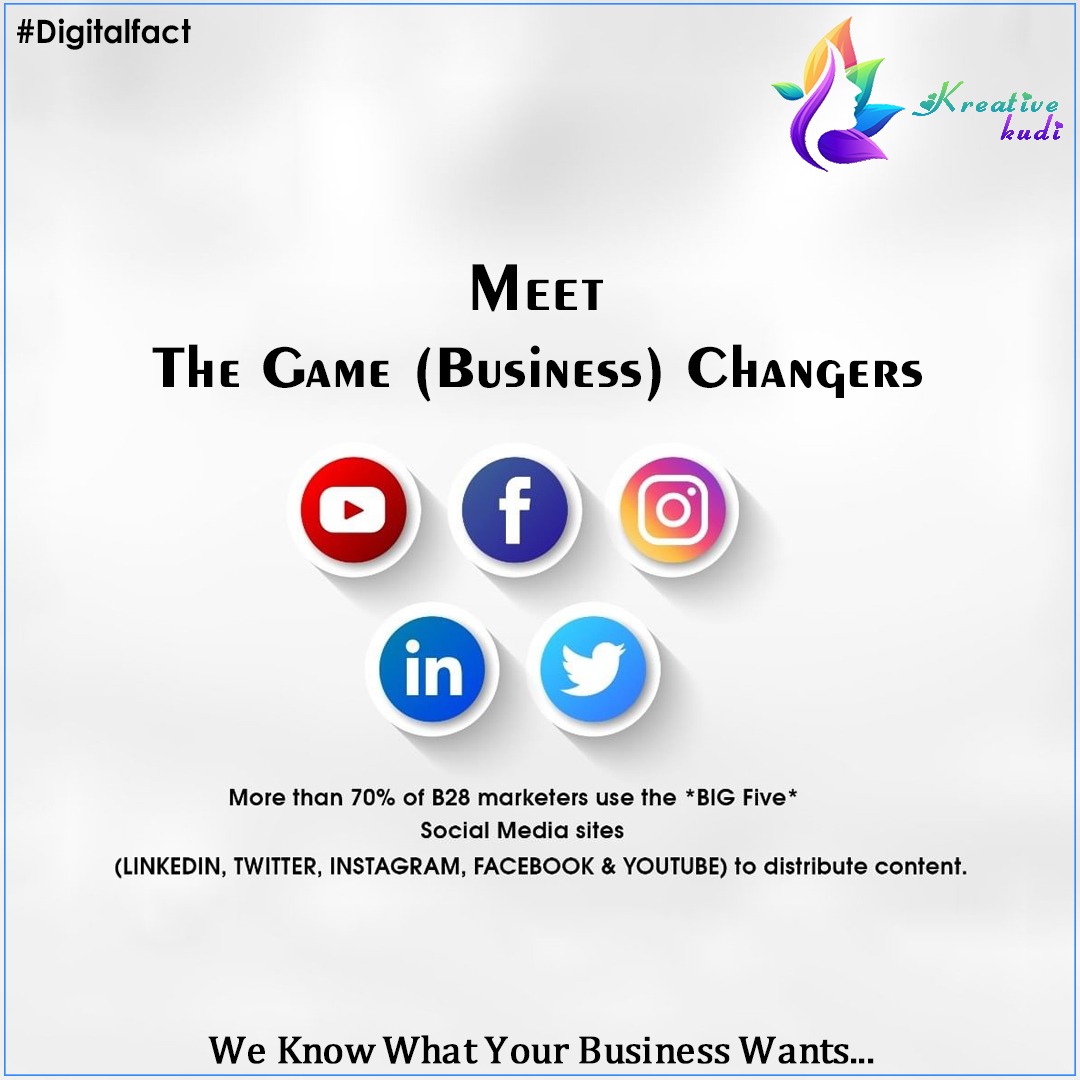 #Digitalfact
Kreative
kudi
Meet
The Game (Business) Changers
in
More than 70% of B28 marketers use the *BIG Five*
Social Media sites
(LINKEDIN, TWITTER, INSTAGRAM, FACEBOOK & YOUTUBE) to distribute content.
We Know What Your Business Wants...